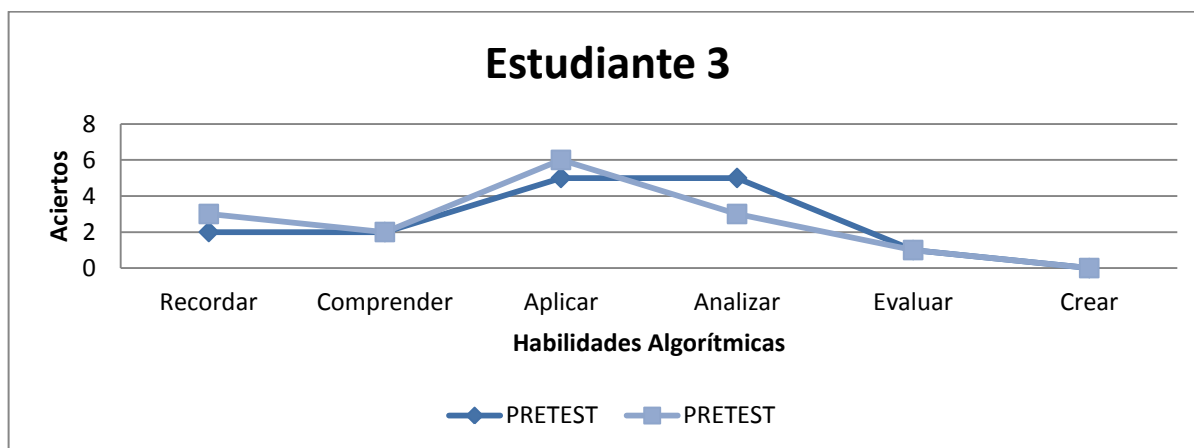 Estudiante 3
8
6
4
2
0
Aciertos
Recordar Comprender Aplicar Analizar Evaluar Crear
Habilidades Algorítmicas
PRETEST PRETEST